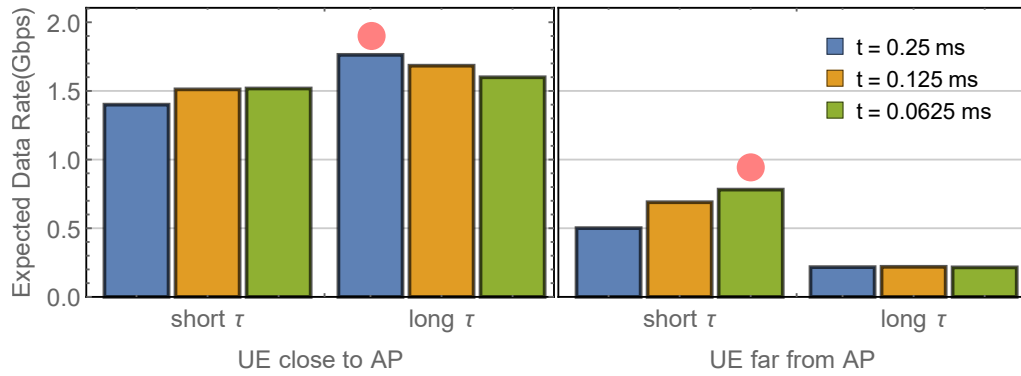 Expected Data Rate(Gbps)
2.0
1.5
1.0
0.5
0.0
t = 0.25 ms
t = 0.125 ms
t = 0.0625 ms
short τ
long τ
short τ
long τ
UE close to AP
UE far from AP